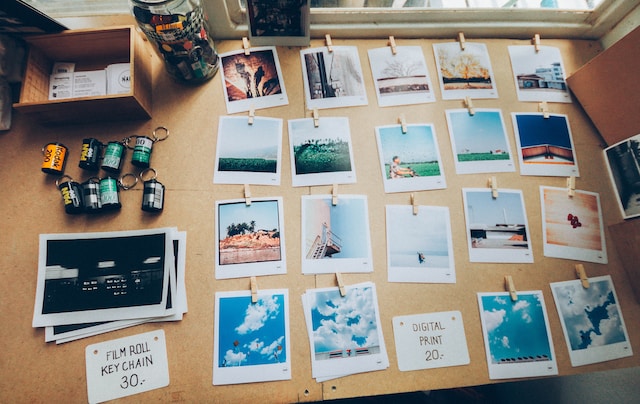 FILM ROLL
KEY CHAIN
30.-
DIGITAL
PRINT
20.-